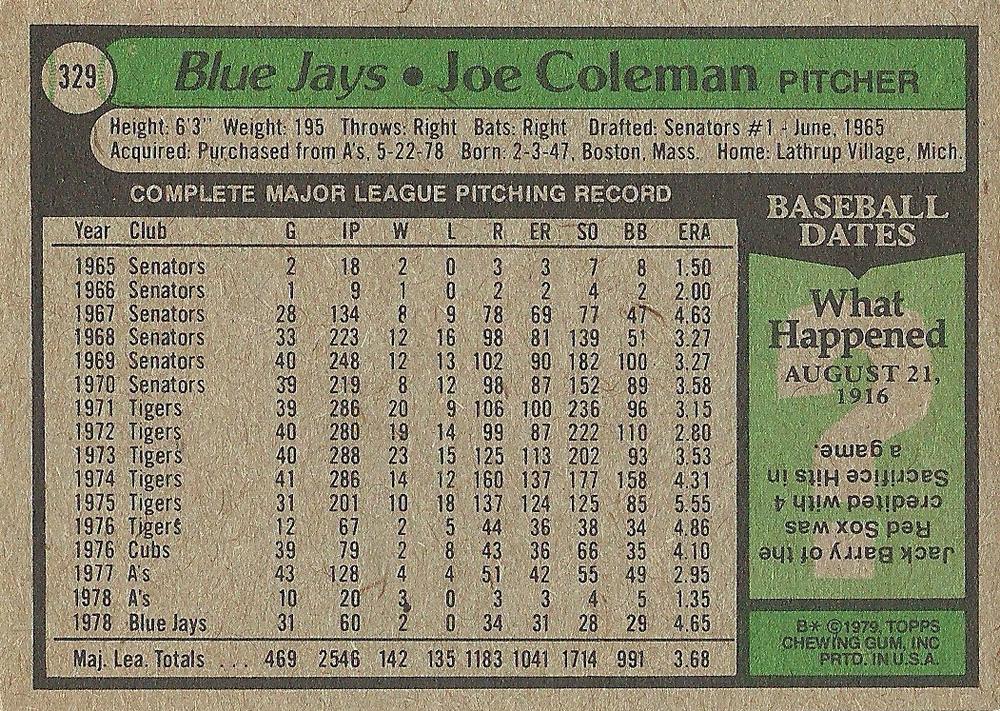 329
Blue Jays • Joe Coleman PITCHER
Height: 6'3" Weight: 195 Throws: Right Bats: Right Drafted: Senators #1 - June, 1965
Acquired: Purchased from A's, 5-22-78 Born: 2-3-47, Boston, Mass. Home: Lathrup Village, Mich.
COMPLETE MAJOR LEAGUE PITCHING RECORD
Year Club G IP W L R ER SO BB ERA
1965 Senators 2 18 2 0 3 3 7 8 1.50
1966 Senators 1 9 1 0 2 2 4 2 2.00
1967 Senators 28 134 8 9 78 69 77 47 4.63
1968 Senators 33 223 12 16 98 81 139 51 3.27
1969 Senators 40 248 12 13 102 90 182 100 3.27
1970 Senators 39 219 8 12 98 87 152 89 3.58
1971 Tigers 39 286 20 9 106 100 236 96 3.15
1972 Tigers 40 280 19 14 99 87 222 110 2.80
1973 Tigers 40 288 23 15 125 113 202 93 3.53
1974 Tigers 41 286 14 12 160 137 177 158 4.31
1975 Tigers 31 201 10 18 137 124 125 85 5.55
1976 Tigers 12 67 2 5 44 36 38 34 4.86
1976 Cubs 39 79 2 8 43 36 66 35 4.10
1977 A's 43 128 4 4 51 42 55 49 2.95
1978 A's 10 20 3 0 3 3 4 5 1.35
1978 Blue Jays 31 60 2 0 34 31 28 29 4.65
Maj. Lea. Totals ... 469 2546 142 135 1183 1041 1714 991 3.68
BASEBALL
DATES
What
Happened
AUGUST 21,
1916
Jack Barry of the
Red Sox was
credited with 4
Sacrifice Hits in
a game.
B* ©1979, TOPPS
CHEWING GUM, INC
PRTD. IN U.S.A.